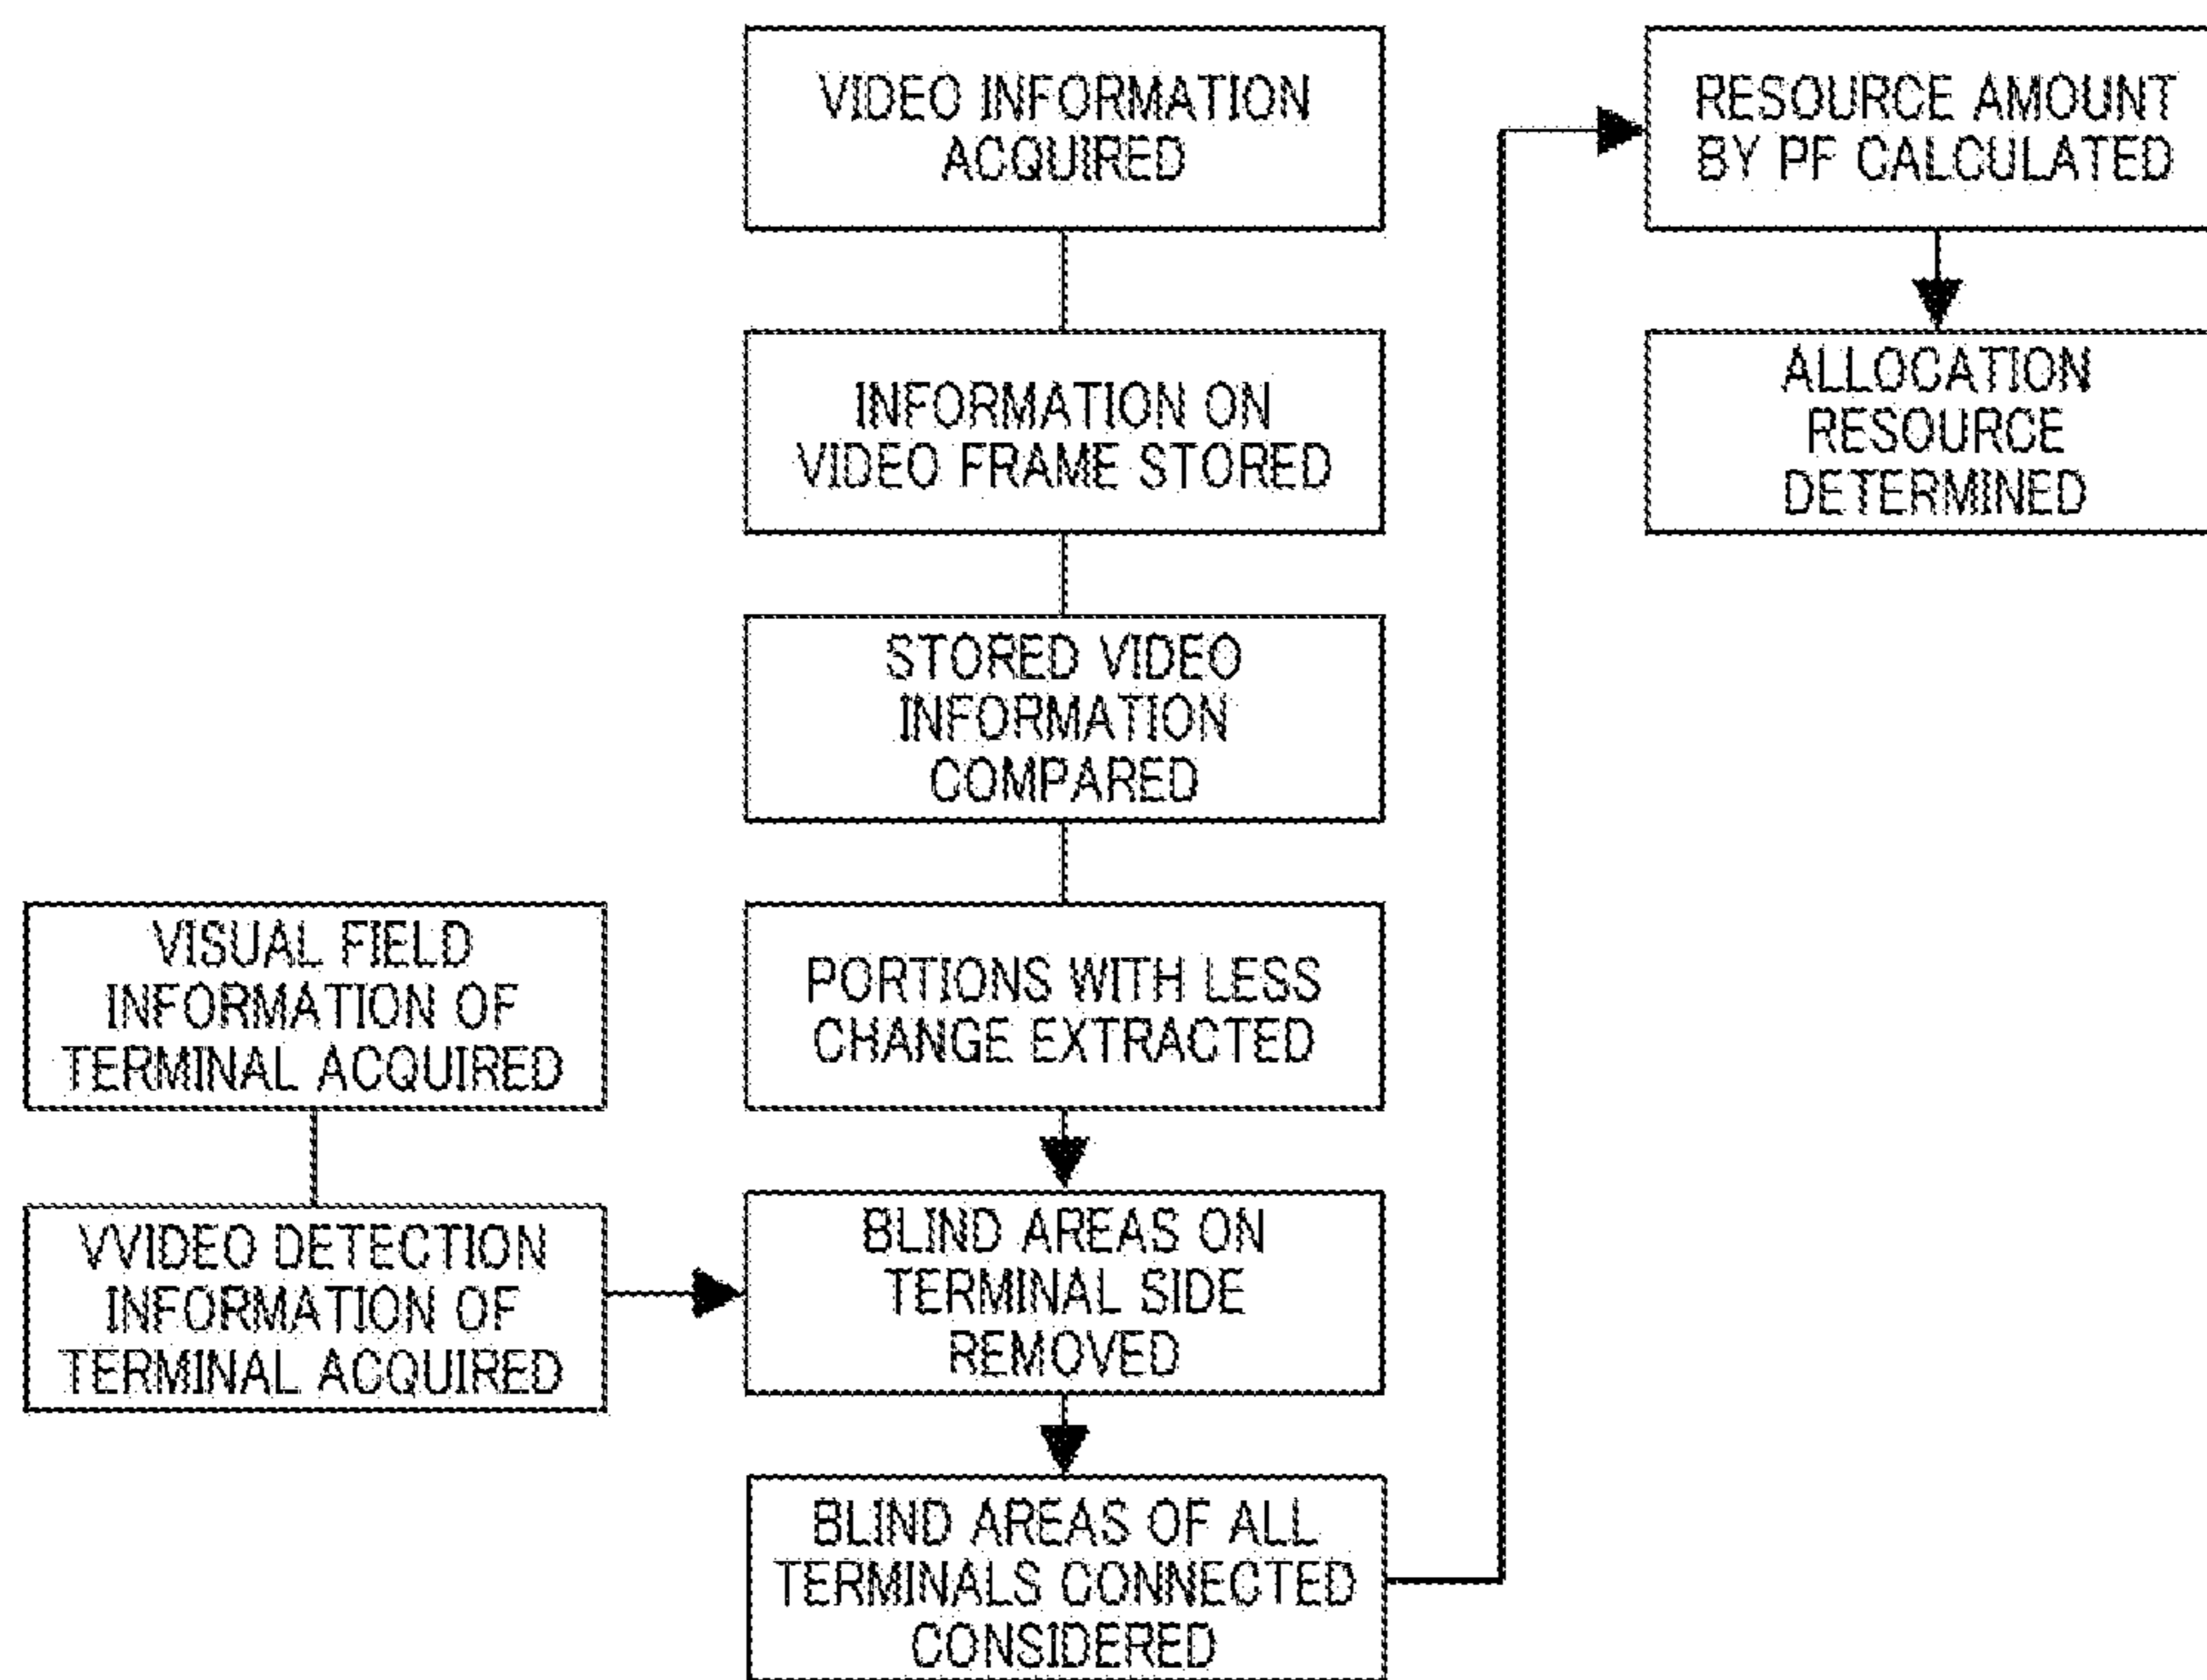 VIDEO INFORMATION
ACQUIRED
INFORMATION ON
VIDEO FRAME STORED
STORED VIDEO
INFORMATION
COMPARED
PORTIONS WITH LESS
CHANGE EXTRACTED
VISUAL FIELD
INFORMATION OF
TERMINAL ACQUIRED
VVIDEO DETECTION
INFORMATION OF
TERMINAL ACQUIRED
BLIND AREAS ON
TERMINAL SIDE
REMOVED
BLIND AREAS OF ALL
TERMINALS CONNECTED
CONSIDERED
RESOURCE AMOUNT
BY PF CALCULATED
ALLOCATION
RESOURCE
DETERMINED